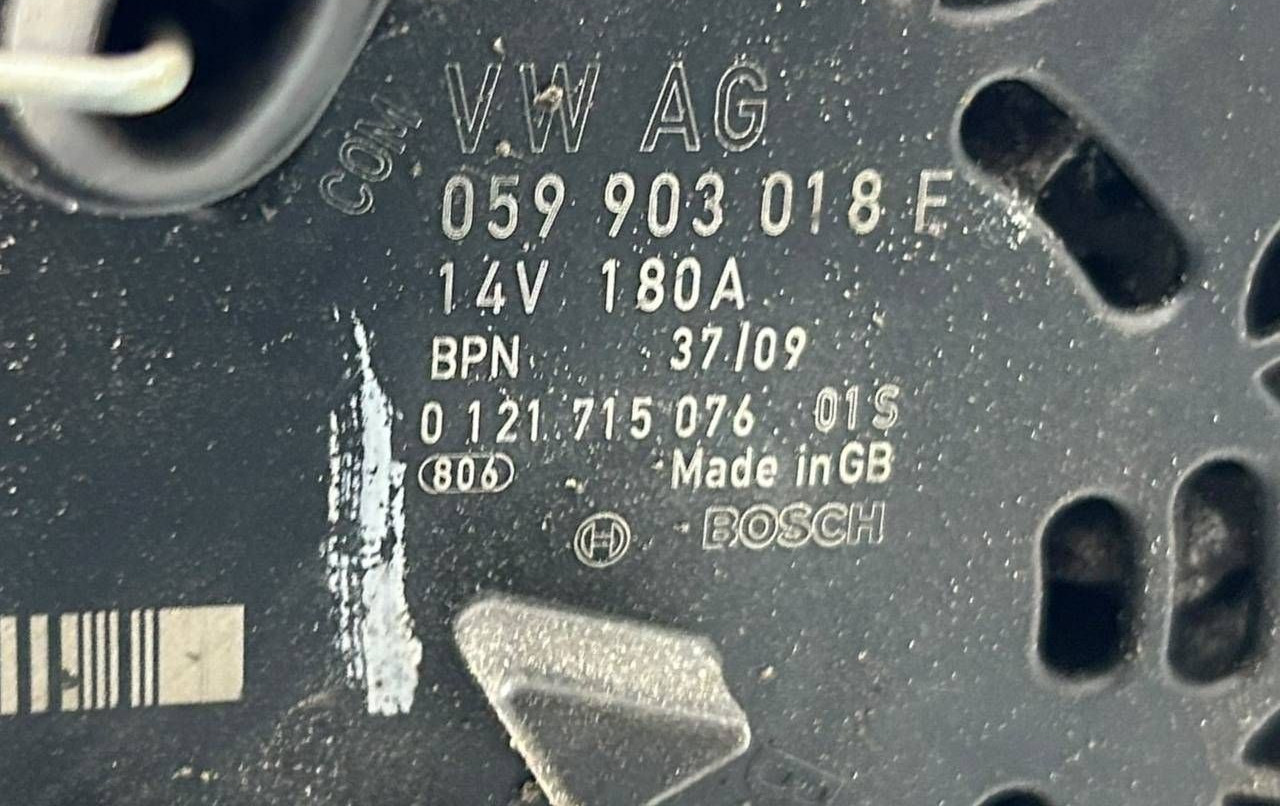 COM
VW AG
059 903 018 E
14V 180A
BPN 37/09
0 121 715 076 01S
806 Made in GB
BOSCH